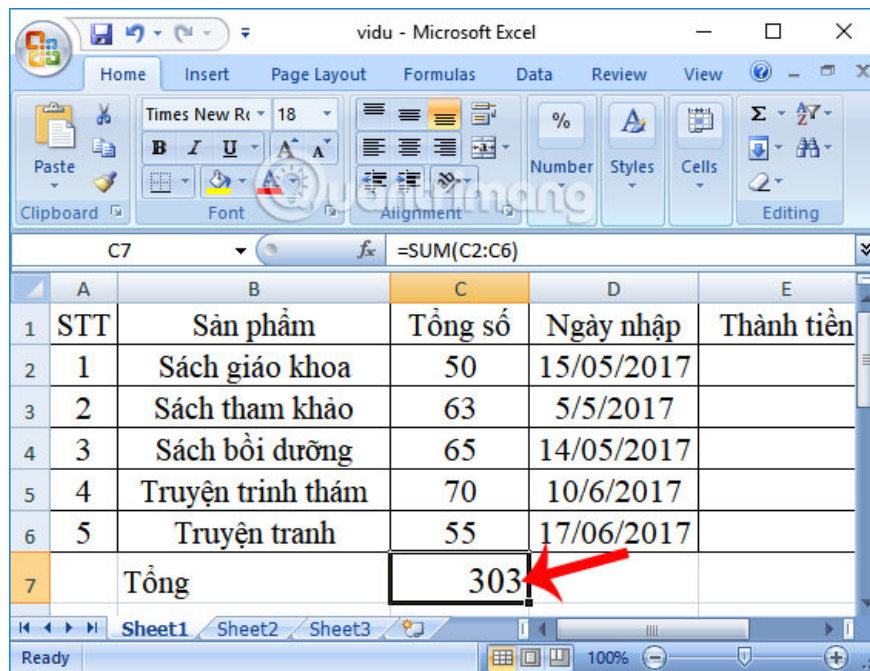 vidu - Microsoft Excel
Home Insert Page Layout Formulas Data Review View
Times New Ro 18
B I U A A % A Σ A Z
Paste Number Styles Cells
A
Clipboard Font Alignment Editing
Quantrimang
C7 fx =SUM(C2:C6)
A B C D E
1 STT Sản phẩm Tổng số Ngày nhập Thành tiền
2 1 Sách giáo khoa 50 15/05/2017
3 2 Sách tham khảo 63 5/5/2017
4 3 Sách bồi dưỡng 65 14/05/2017
5 4 Truyện trinh thám 70 10/6/2017
6 5 Truyện tranh 55 17/06/2017
7 Tổng 303
Sheet1 Sheet2 Sheet3
Ready 100%